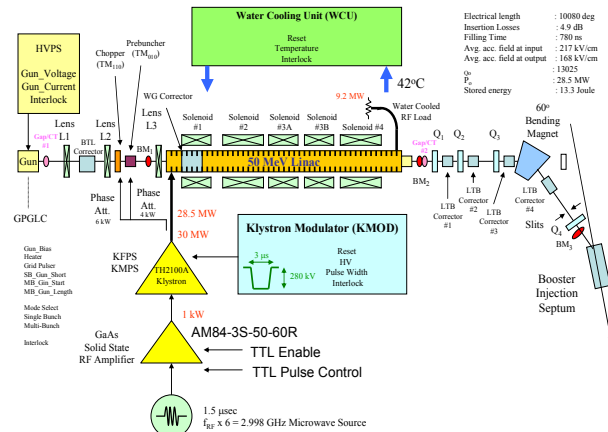 Water Cooling Unit (WCU)
Reset
Temperature
Interlock
Electrical length : 10080 deg
Insertion Losses : 4.9 dB
Filling Time : 780 ns
Avg. acc. field at input : 217 kV/cm
Avg. acc. field at output : 168 kV/cm
Q₀ : 13025
: 28.5 MW
Stored energy : 13.3 Joule
HVPS
Gun_Voltage
Gun_Current
Interlock
Chopper
(TM₁₁₀)
Prebuncher
(TM₀₁₀)
WG Corrector
42°C
9.2 MW
Water Cooled
RF Load
60°
Bending
Magnet
Lens
L1
Gap/CT
#1
BTL
Corrector
Lens
L2
BM₁
Lens
L3
Solenoid
#1
Solenoid
#2
Solenoid
#3A
Solenoid
#3B
Solenoid #4
Gun
50 MeV Linac
Gap/CT
#2
BM₂
Q₁
Q₂
Q₃
LTB
Corrector
#1
LTB
Corrector
#2
LTB
Corrector
#3
LTB
Corrector
#4
Slits
Q₄
BM₃
GPGLC
Phase
Att.
6 kW
Phase
Att.
4 kW
28.5 MW
30 MW
Booster
Injection
Septum
Klystron Modulator (KMOD)
3 µs
280 kV
Reset
HV
Pulse Width
Interlock
KFPS
KMPS
TH2100A
Klystron
Gun_Bias
Heater
Grid Pulser
SB_Gun_Short
MB_Gin_Start
MB_Gun_Length
Mode Select
Single Bunch
Multi-Bunch
Interlock
1 kW
GaAs
Solid State
RF Amplifier
AM84-3S-50-60R
TTL Enable
TTL Pulse Control
1.5 µsec
f_RF x 6 = 2.998 GHz Microwave Source